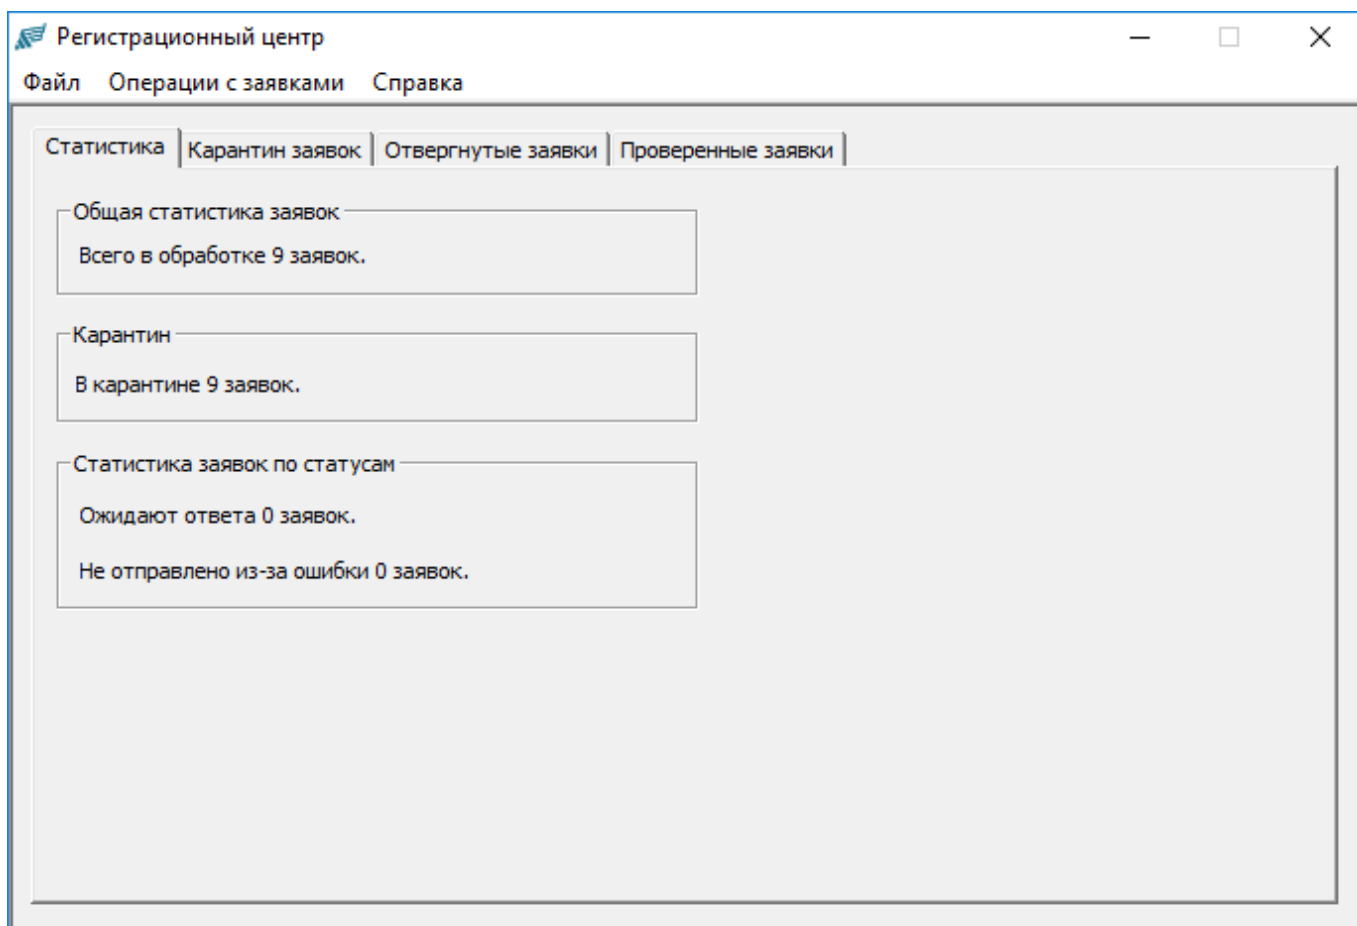 Регистрационный центр
Файл Операции с заявками Справка
Статистика Карантин заявок Отвергнутые заявки Проверенные заявки
Общая статистика заявок
Всего в обработке 9 заявок.
Карантин
В карантине 9 заявок.
Статистика заявок по статусам
Ожидают ответа 0 заявок.
Не отправлено из-за ошибки 0 заявок.